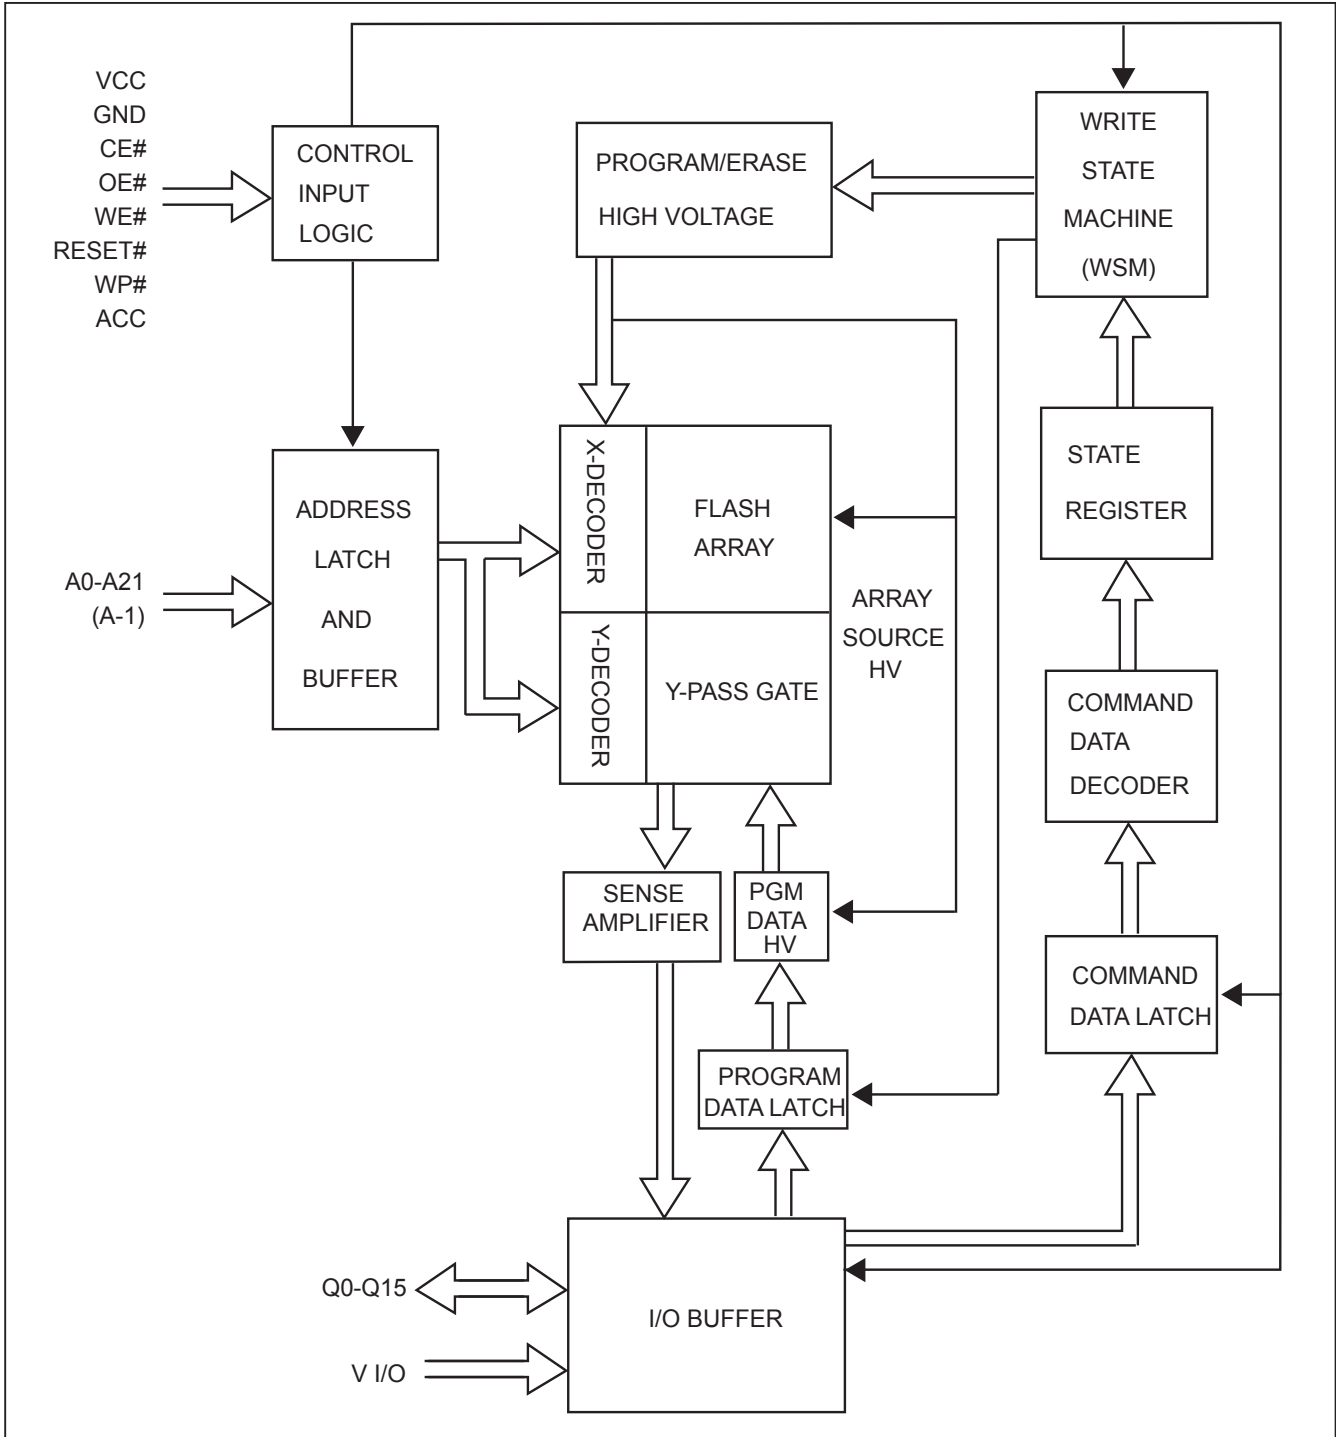 VCC
GND
CE#
OE#
WE#
RESET#
WP#
ACC
CONTROL
INPUT
LOGIC
PROGRAM/ERASE
HIGH VOLTAGE
WRITE
STATE
MACHINE
(WSM)
STATE
REGISTER
ADDRESS
LATCH
AND
BUFFER
A0-A21
(A-1)
X-DECODER
FLASH
ARRAY
Y-DECODER
Y-PASS GATE
ARRAY
SOURCE
HV
COMMAND
DATA
DECODER
SENSE
AMPLIFIER
PGM
DATA
HV
COMMAND
DATA LATCH
PROGRAM
DATA LATCH
Q0-Q15
V I/O
I/O BUFFER